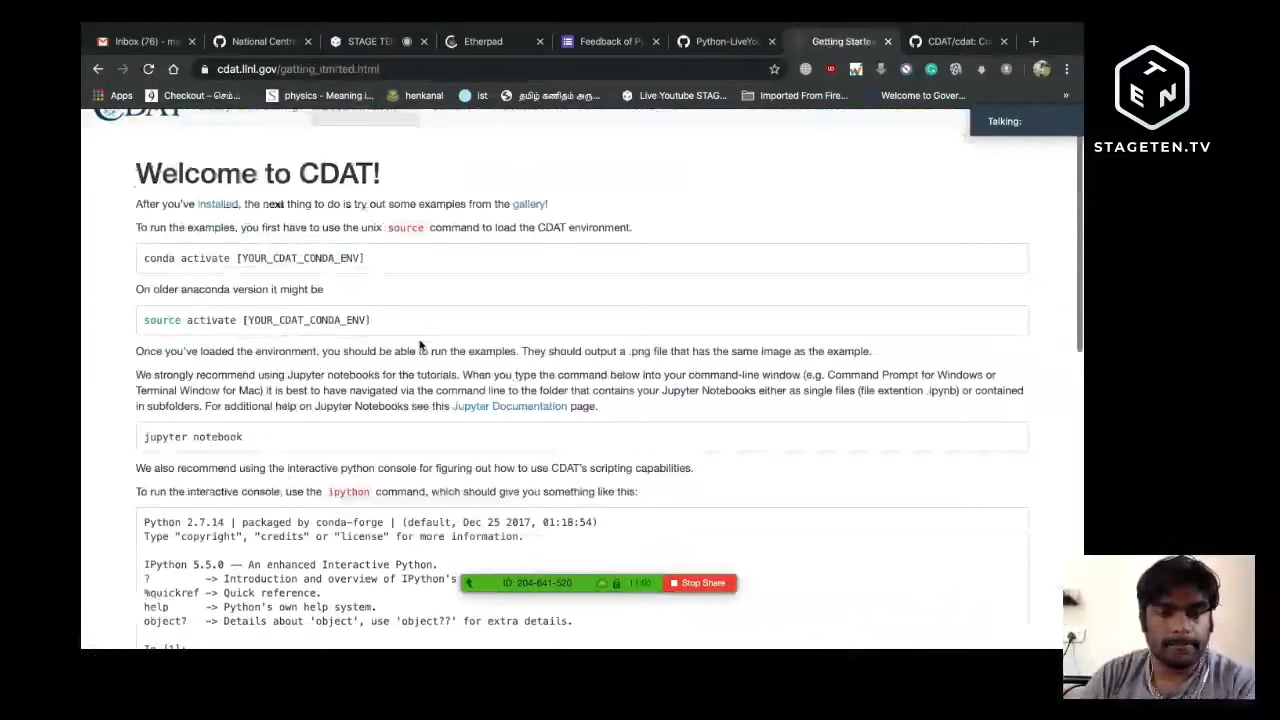 Inbox (76) - m
National Centr
STAGE TE
Etherpad
Feedback of P
Python-LiveYo
Getting Starte
CDAT/cdat: Co
cdat.llnl.gov/
Apps
Checkout – செம்...
physics - Meaning i...
henkanal
ist
தமிழ் கணிதம் அரு...
Live Youtube STAG...
Imported From Fire...
Welcome to Gover...
»
CDAT
Talking:
TEN
STAGETEN.TV
Welcome to CDAT!
After you've installed, the next thing to do is try out some examples from the gallery!
To run the examples, you first have to use the unix source command to load the CDAT environment.
conda activate [YOUR_CDAT_CONDA_ENV]
On older anaconda version it might be
source activate [YOUR_CDAT_CONDA_ENV]
Once you've loaded the environment, you should be able to run the examples. They should output a .png file that has the same image as the example.
We strongly recommend using Jupyter notebooks for the tutorials. When you type the command below into your command-line window (e.g. Command Prompt for Windows or
Terminal Window for Mac) it is best to have navigated via the command line to the folder that contains your Jupyter Notebooks either as single files (file extention .ipynb) or contained
in subfolders. For additional help on Jupyter Notebooks see this Jupyter Documentation page.
jupyter notebook
We also recommend using the interactive python console for figuring out how to use CDAT's scripting capabilities.
To run the interactive console, use the ipython command, which should give you something like this:
Python 2.7.14 | packaged by conda-forge | (default, Dec 25 2017, 01:18:54)
Type "copyright", "credits" or "license" for more information.
IPython 5.5.0 -- An enhanced Interactive Python.
? -> Introduction and overview of IPython's
%quickref -> Quick reference.
help -> Python's own help system.
object? -> Details about 'object', use 'object??' for extra details.
In [1]:
ID: 204-641-520
Stop Share